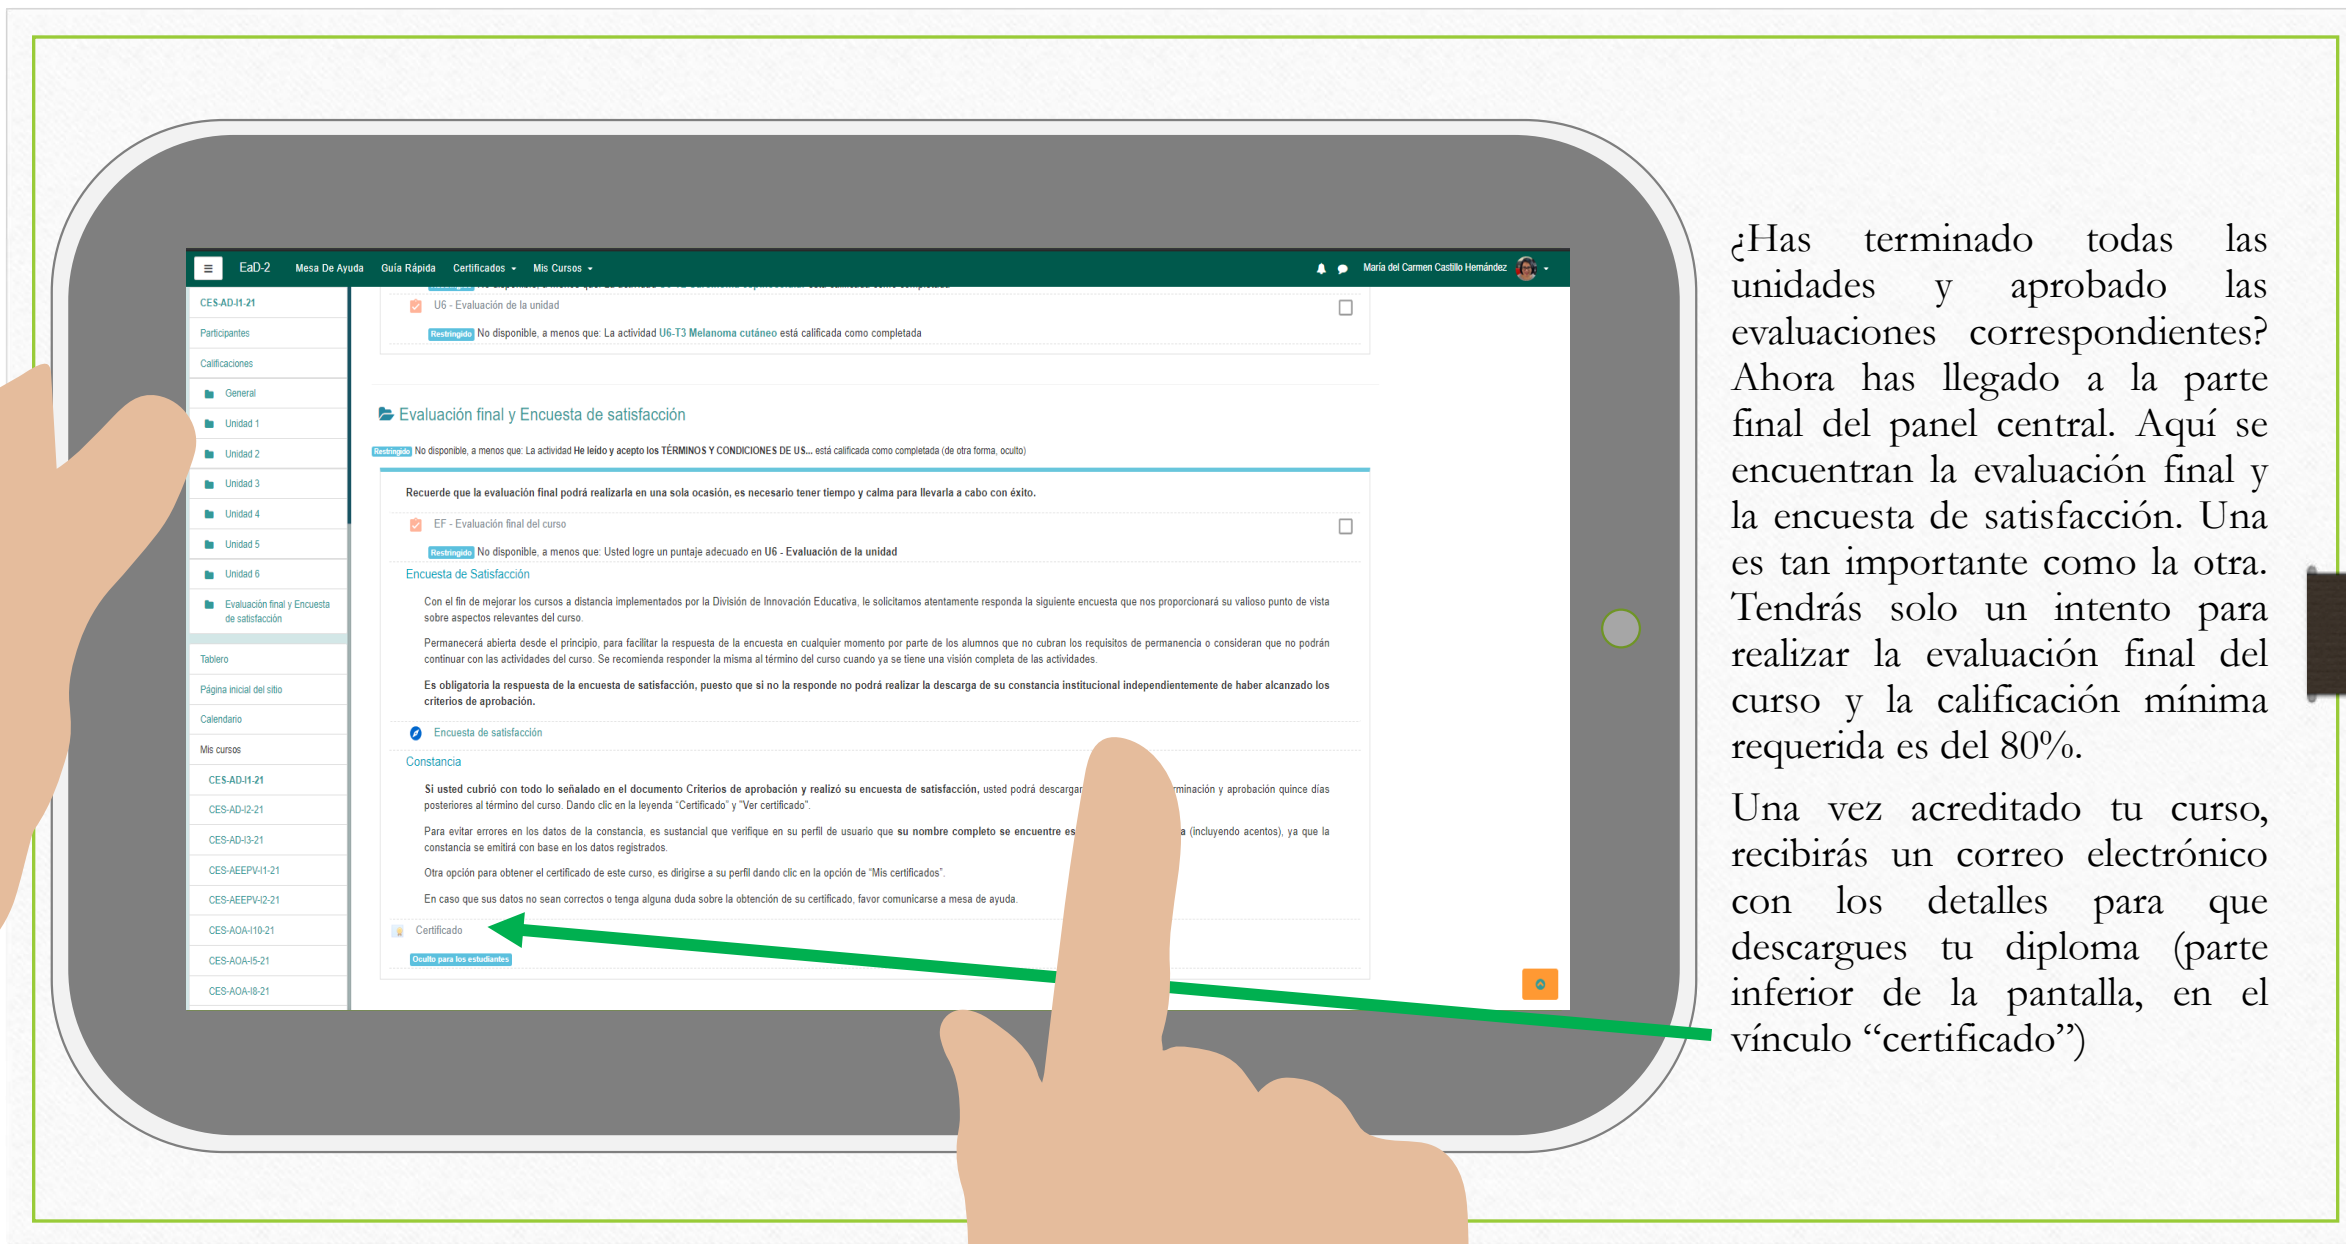 EaD-2 Mesa De Ayuda Guía Rápida Certificados Mis Cursos María del Carmen Castillo Hernández
CES-AD-I1-21
Participantes
Calificaciones
General
Unidad 1
Unidad 2
Unidad 3
Unidad 4
Unidad 5
Unidad 6
Evaluación final y Encuesta
de satisfacción
Tablero
Página inicial del sitio
Calendario
Mis cursos
CES-AD-I1-21
CES-AD-I2-21
CES-AD-I3-21
CES-AEEPV-I1-21
CES-AEEPV-I2-21
CES-AOA-I10-21
CES-AOA-I5-21
CES-AOA-I8-21
U6 - Evaluación de la unidad
Restringido No disponible, a menos que: La actividad U6-T3 Melanoma cutáneo está calificada como completada
Evaluación final y Encuesta de satisfacción
Restringido No disponible, a menos que: La actividad He leído y acepto los TÉRMINOS Y CONDICIONES DE US... está calificada como completada (de otra forma, oculto)
Recuerde que la evaluación final podrá realizarla en una sola ocasión, es necesario tener tiempo y calma para llevarla a cabo con éxito.
EF - Evaluación final del curso
Restringido No disponible, a menos que: Usted logre un puntaje adecuado en U6 - Evaluación de la unidad
Encuesta de Satisfacción
Con el fin de mejorar los cursos a distancia implementados por la División de Innovación Educativa, le solicitamos atentamente responda la siguiente encuesta que nos proporcionará su valioso punto de vista
sobre aspectos relevantes del curso.
Permanecerá abierta desde el principio, para facilitar la respuesta de la encuesta en cualquier momento por parte de los alumnos que no cubran los requisitos de permanencia o consideran que no podrán
continuar con las actividades del curso. Se recomienda responder la misma al término del curso cuando ya se tiene una visión completa de las actividades.
Es obligatoria la respuesta de la encuesta de satisfacción, puesto que si no la responde no podrá realizar la descarga de su constancia institucional independientemente de haber alcanzado los
criterios de aprobación.
Encuesta de satisfacción
Constancia
Si usted cubrió con todo lo señalado en el documento Criterios de aprobación y realizó su encuesta de satisfacción, usted podrá descargar y aprobación quince días
posteriores al término del curso. Dando clic en la leyenda "Certificado" y "Ver certificado".
Para evitar errores en los datos de la constancia, es sustancial que verifique en su perfil de usuario que su nombre completo se encuentre (incluyendo acentos), ya que la
constancia se emitirá con base en los datos registrados.
Otra opción para obtener el certificado de este curso, es dirigirse a su perfil dando clic en la opción de "Mis certificados".
En caso que sus datos no sean correctos o tenga alguna duda sobre la obtención de su certificado, favor comunicarse a mesa de ayuda.
Certificado
Oculto para los estudiantes
¿Has terminado todas las
unidades y aprobado las
evaluaciones correspondientes?
Ahora has llegado a la parte
final del panel central. Aquí se
encuentran la evaluación final y
la encuesta de satisfacción. Una
es tan importante como la otra.
Tendrás solo un intento para
realizar la evaluación final del
curso y la calificación mínima
requerida es del 80%.
Una vez acreditado tu curso,
recibirás un correo electrónico
con los detalles para que
descargues tu diploma (parte
inferior de la pantalla, en el
vínculo “certificado”)